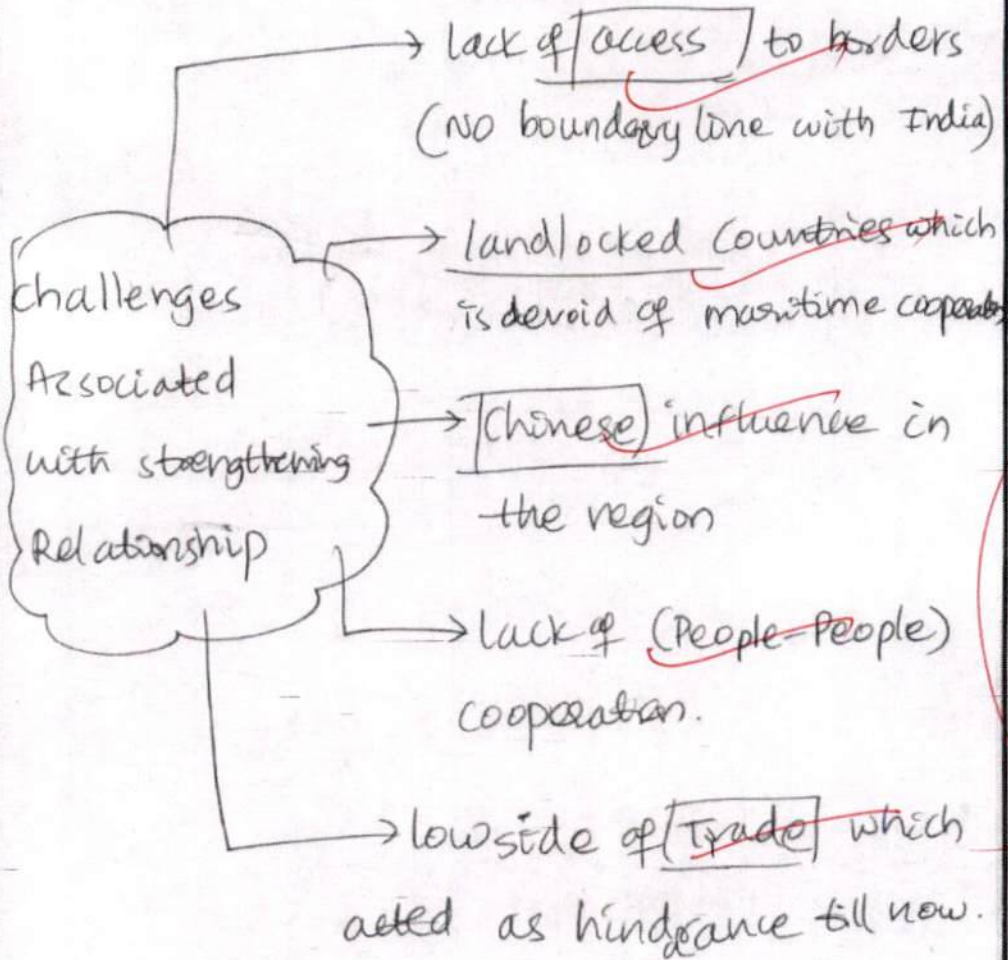 lack of access to borders
(No boundary line with India)
landlocked Countries which
is devoid of maritime
Chinese influence in
the region
lack of (People-People)
cooperation.
low side of Trade which
acted as hindrance till now.
challenges
Associated
with strengthening
Relationship